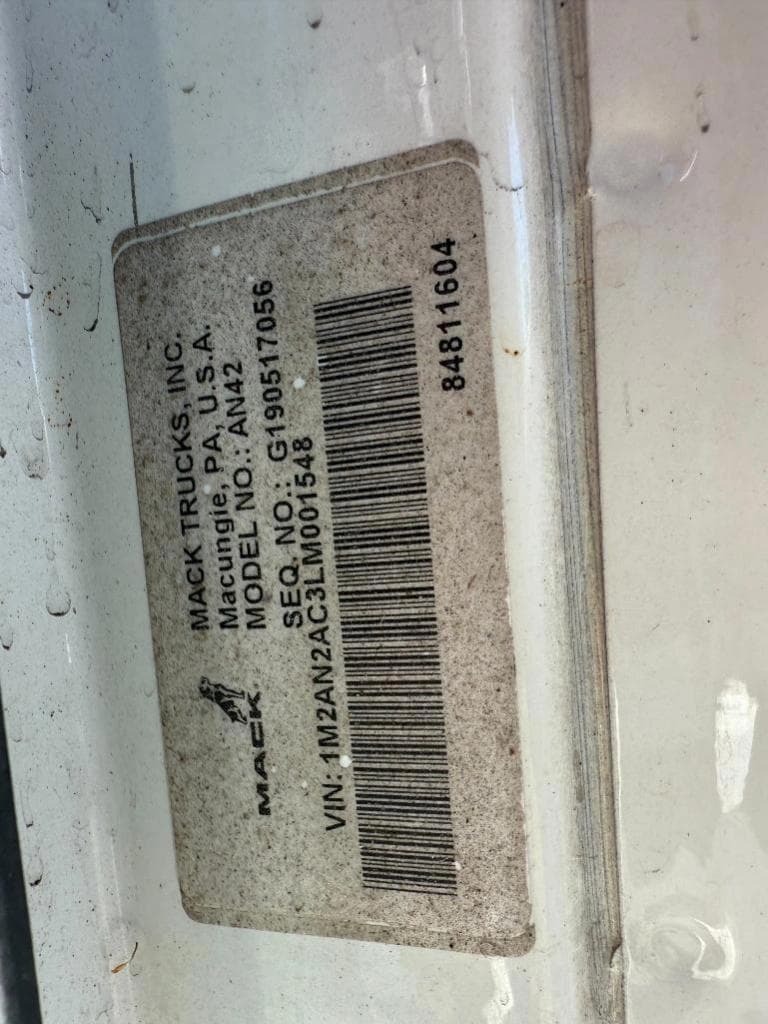 MACK TRUCKS, INC.
Macungie, PA, U.S.A.
MODEL NO.: AN42
SEQ. NO.: G190517056
MACK
VIN: 1M2AN2AC3LM001548
84811604